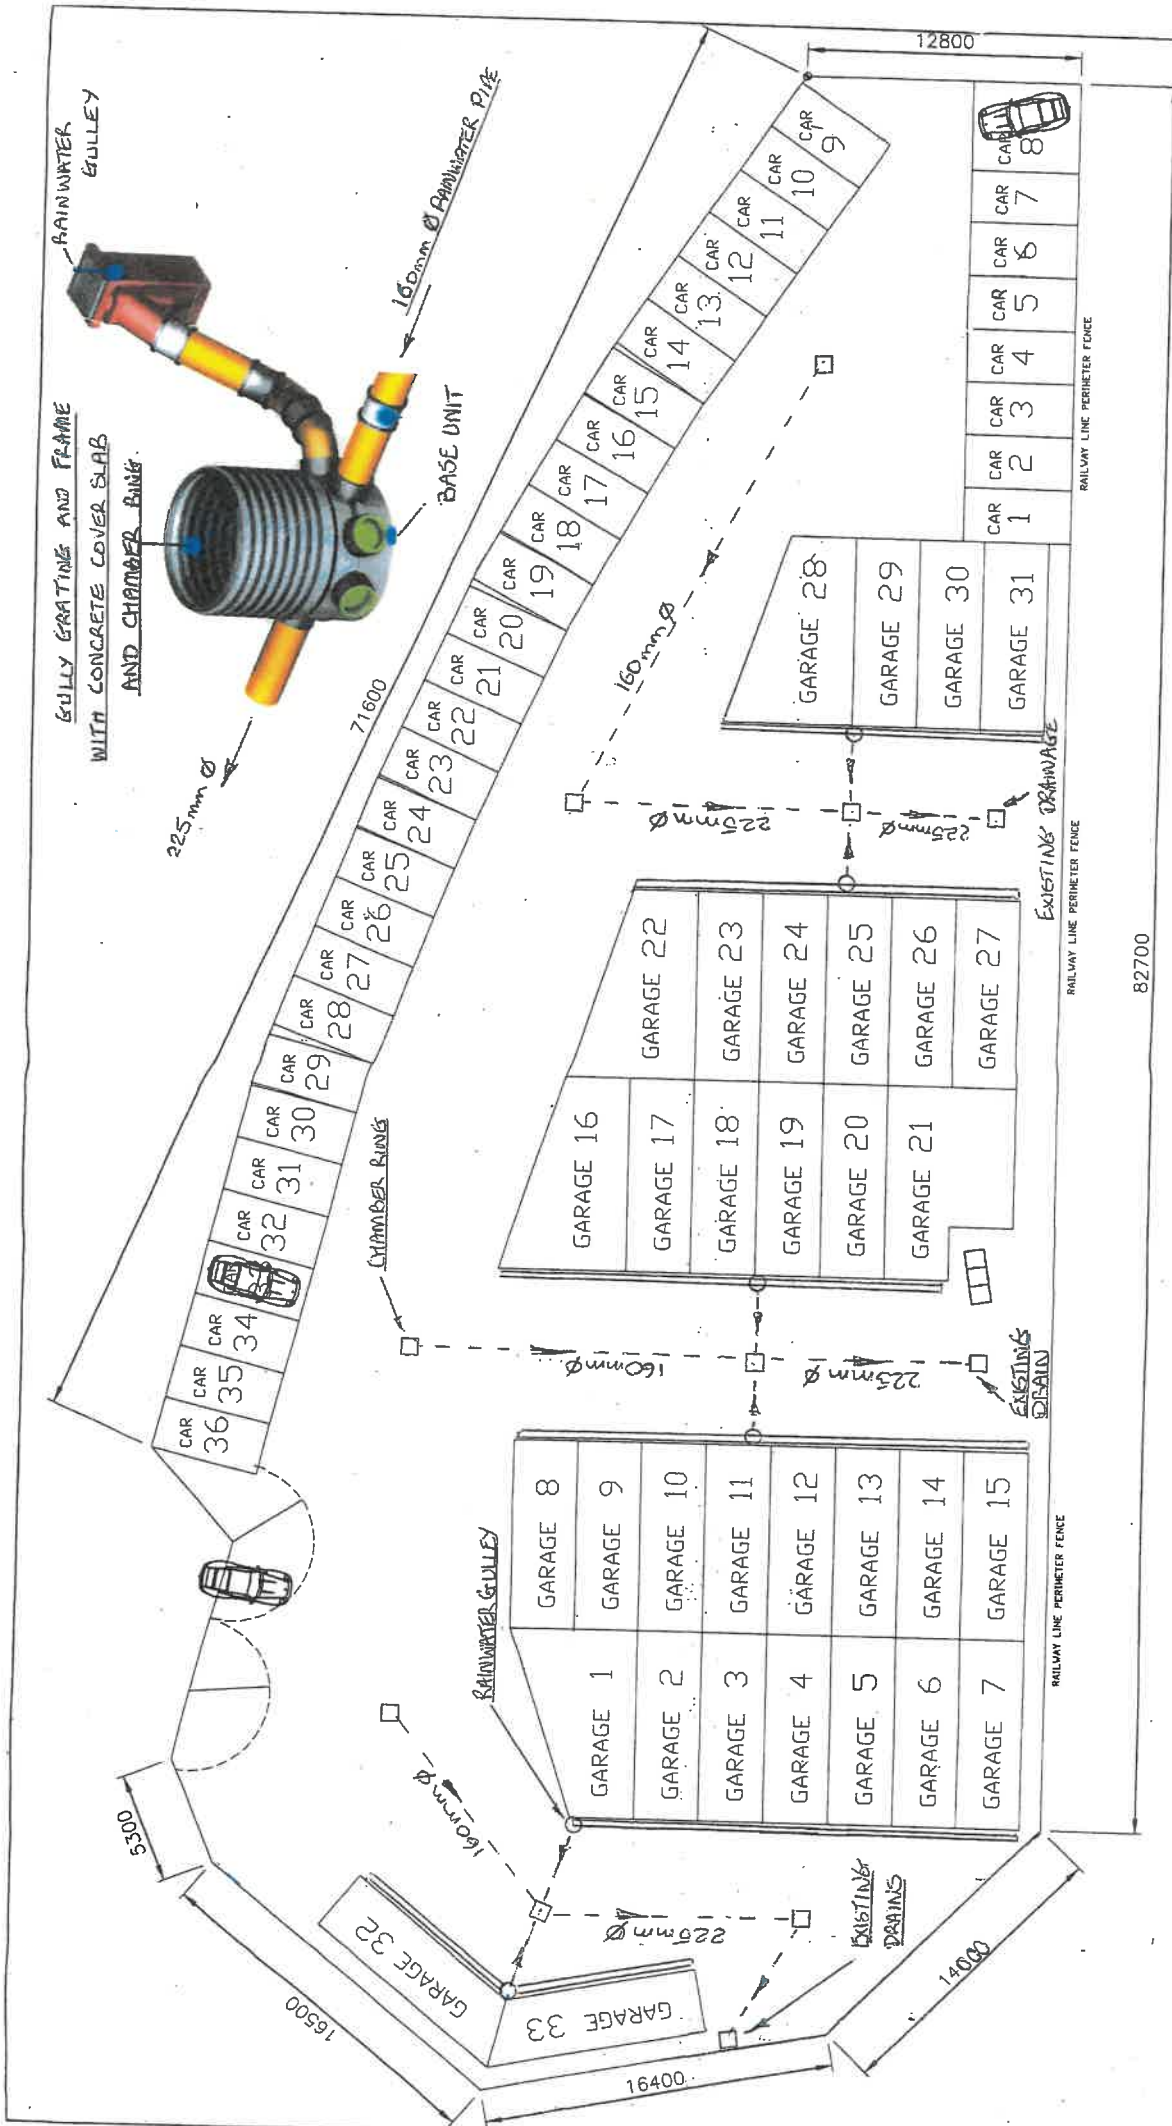 RAINWATER
GULLEY
GULLY GRATING AND FRAME
WITH CONCRETE COVER SLAB
AND CHAMBER RING.
160mm Ø RAINWATER PIPE
BASE UNIT
225mm Ø
12800
71600
CAR
9
CAR
10
CAR
11
CAR
12
CAR
13
CAR
14
CAR
15
CAR
16
CAR
17
CAR
18
CAR
19
CAR
20
CAR
21
CAR
22
CAR
23
CAR
24
CAR
25
CAR
26
CAR
27
CAR
28
CAR
29
CAR
30
CAR
31
CAR
32
CAR
34
CAR
35
CAR
36
CAR
8
CAR
7
CAR
6
CAR
5
CAR
4
CAR
3
CAR
2
CAR
1
RAILWAY LINE PERIMETER FENCE
160mm Ø
GARAGE 28
GARAGE 29
GARAGE 30
GARAGE 31
225mm Ø
225mm Ø
EXISTING DRAINAGE
RAILWAY LINE PERIMETER FENCE
82700
GARAGE 22
GARAGE 23
GARAGE 24
GARAGE 25
GARAGE 26
GARAGE 27
GARAGE 16
GARAGE 17
GARAGE 18
GARAGE 19
GARAGE 20
GARAGE 21
CHAMBER RINGS
160mm Ø
225mm Ø
EXISTING
DRAIN
GARAGE 8
GARAGE 9
GARAGE 10
GARAGE 11
GARAGE 12
GARAGE 13
GARAGE 14
GARAGE 15
RAINWATER GULLEY
GARAGE 1
GARAGE 2
GARAGE 3
GARAGE 4
GARAGE 5
GARAGE 6
GARAGE 7
RAILWAY LINE PERIMETER FENCE
160mm Ø
225mm Ø
EXISTING
DRAINS
GARAGE 32
GARAGE 33
5300
16500
16400
14000